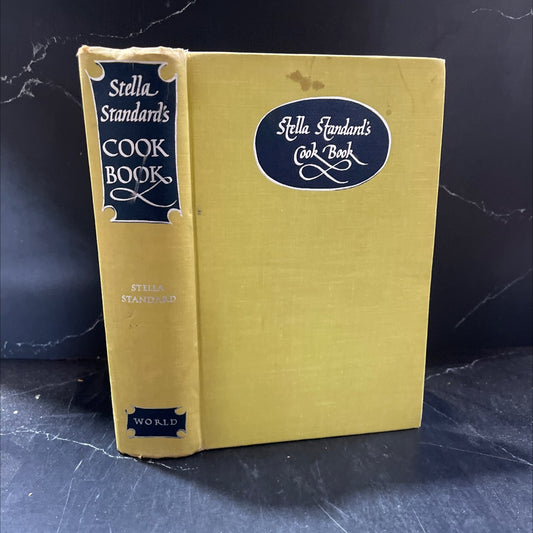 Stella
Standard's
COOK
BOOK
STELLA
STANDARD
WORLD
Stella Standard's
Cook Book